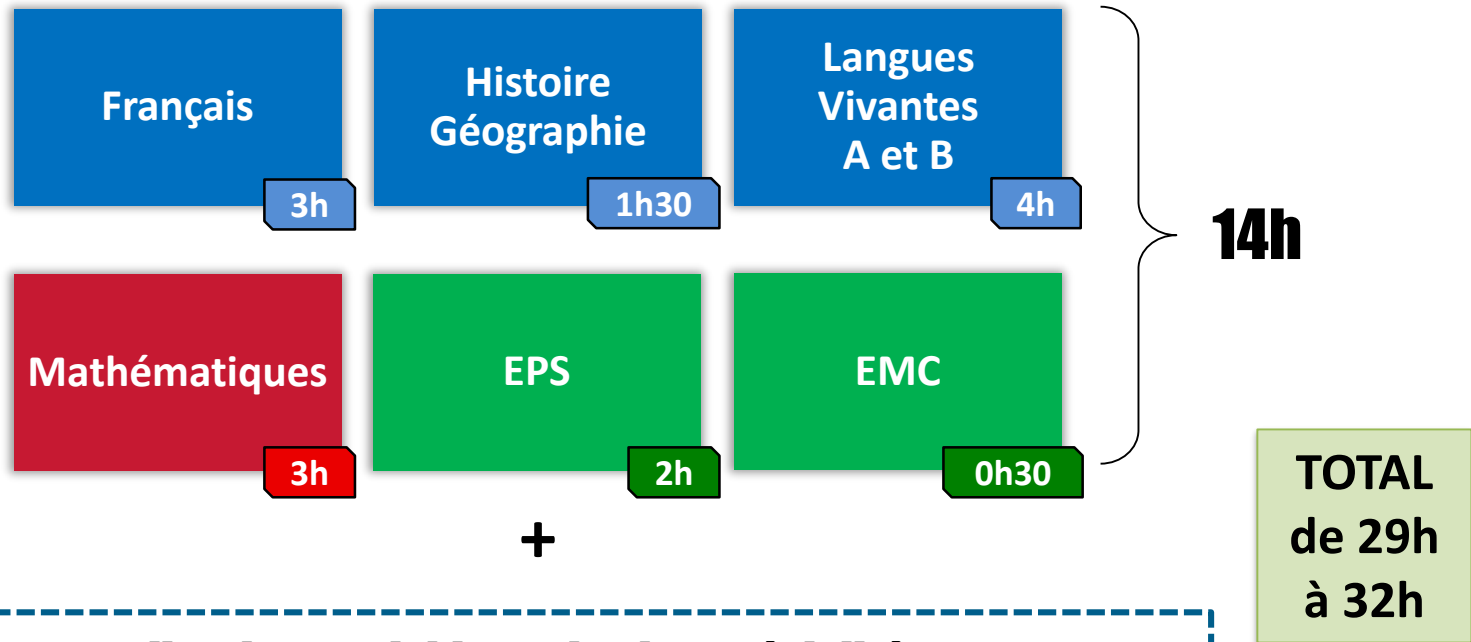 Français
3h
Histoire
Géographie
1h30
Langues
Vivantes
A et B
4h
14h
Mathématiques
3h
EPS
2h
EMC
0h30
+
TOTAL
de 29h
à 32h